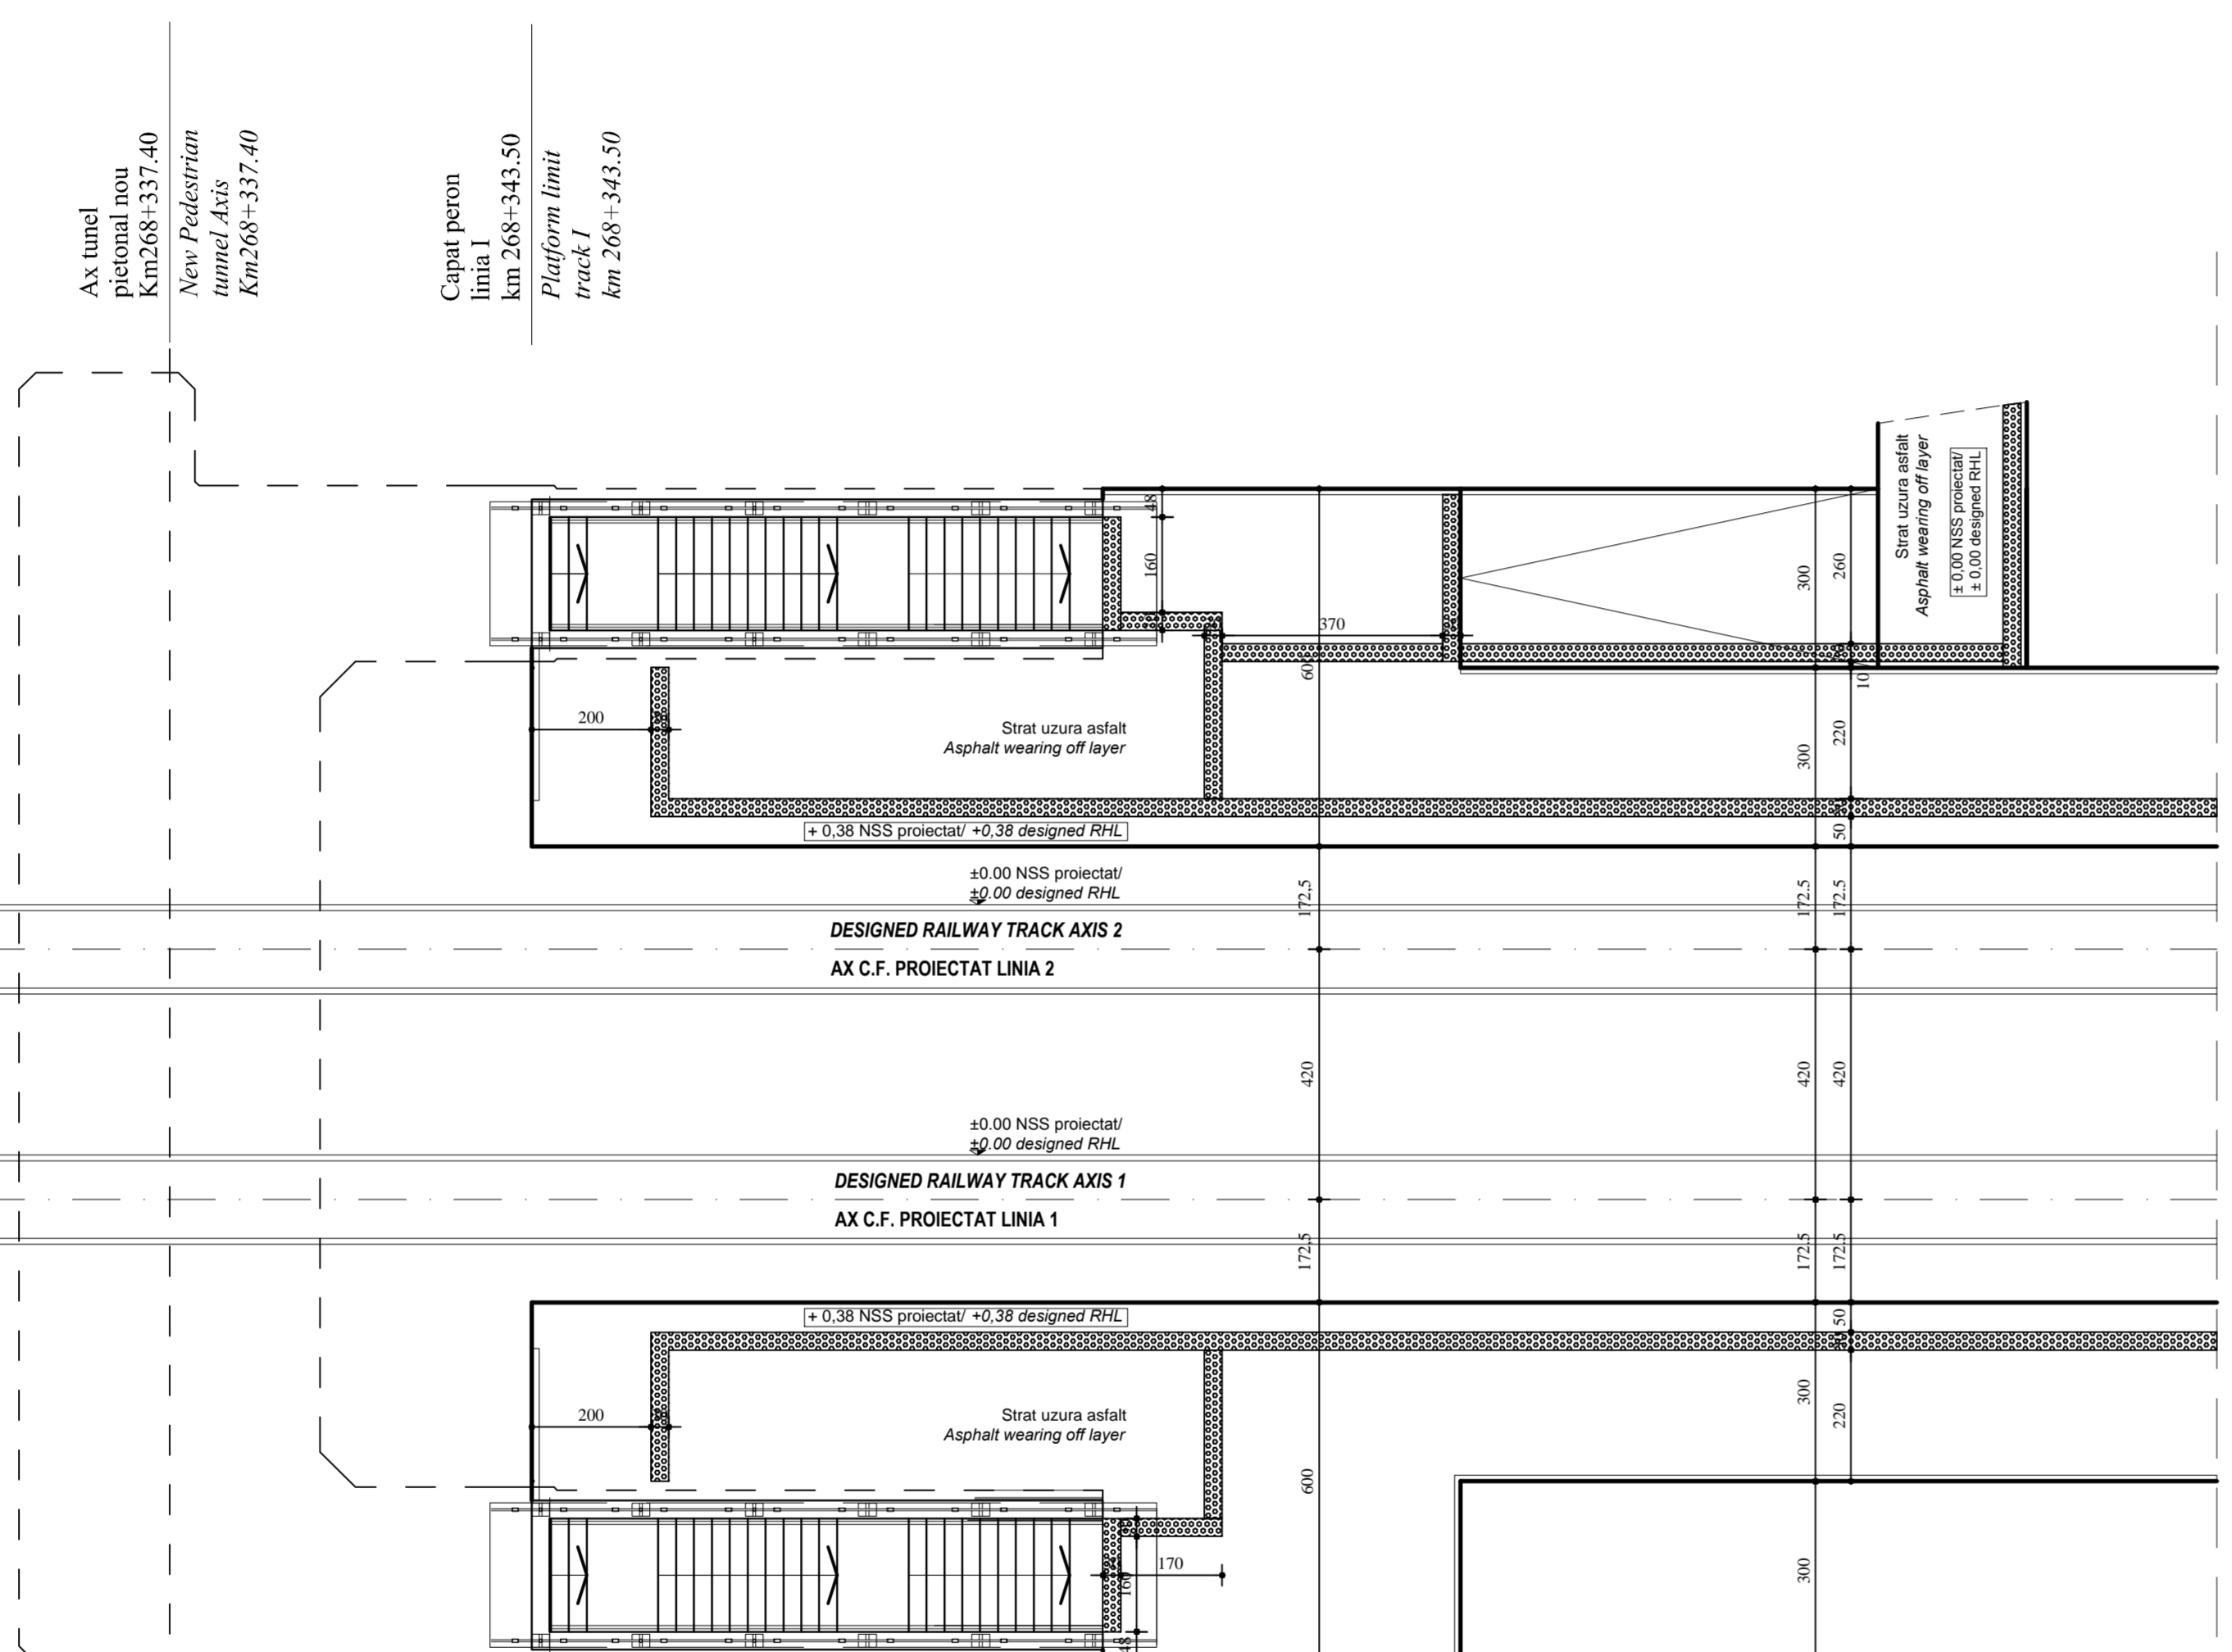 Ax tunel
pietonal nou
Km268+337.40
New Pedestrian
tunnel Axis
Km268+337.40
Capat peron
linia I
km 268+343.50
Platform limit
track I
km 268+343.50
48
160
370
600
300
260
Strat uzura asfalt
Asphalt wearing off layer
± 0,00 NSS proiectat/
± 0,00 designed RHL
10
200
Strat uzura asfalt
Asphalt wearing off layer
300
220
+ 0,38 NSS proiectat/ +0,38 designed RHL
50
±0.00 NSS proiectat/
±0.00 designed RHL
172,5
172.5
172.5
DESIGNED RAILWAY TRACK AXIS 2
AX C.F. PROIECTAT LINIA 2
420
420
420
±0.00 NSS proiectat/
±0.00 designed RHL
DESIGNED RAILWAY TRACK AXIS 1
AX C.F. PROIECTAT LINIA 1
172,5
172.5
172.5
+ 0,38 NSS proiectat/ +0,38 designed RHL
50
200
Strat uzura asfalt
Asphalt wearing off layer
300
220
600
170
160
300
48